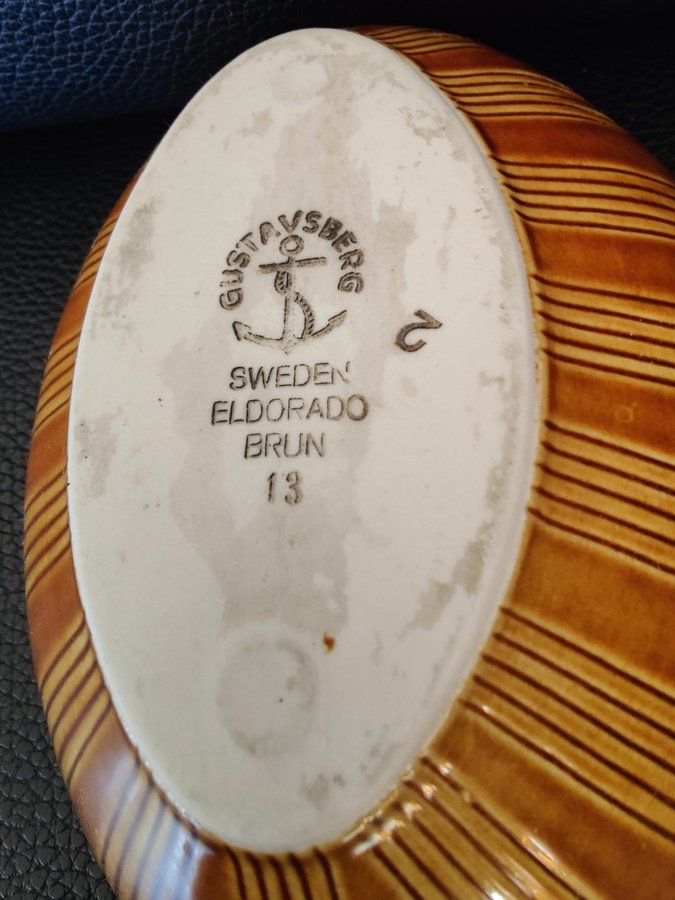 GUSTAVSBERG
SWEDEN
ELDORADO
BRUN
13
2